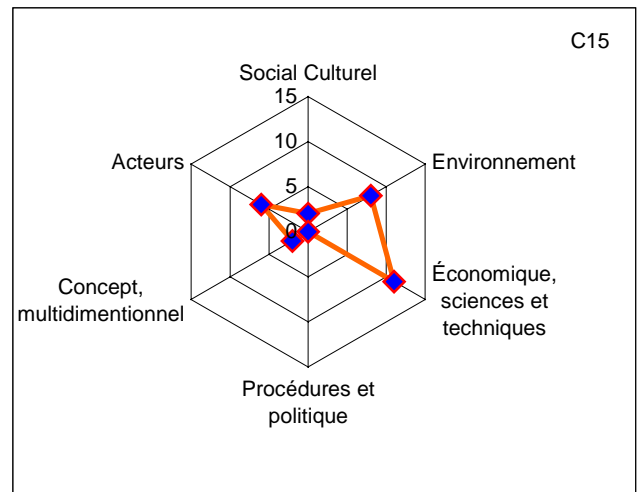 C15
Social Culturel
15
10
5
0
Acteurs
Environnement
Concept,
multidimentionnel
Économique,
sciences et
techniques
Procédures et
politique